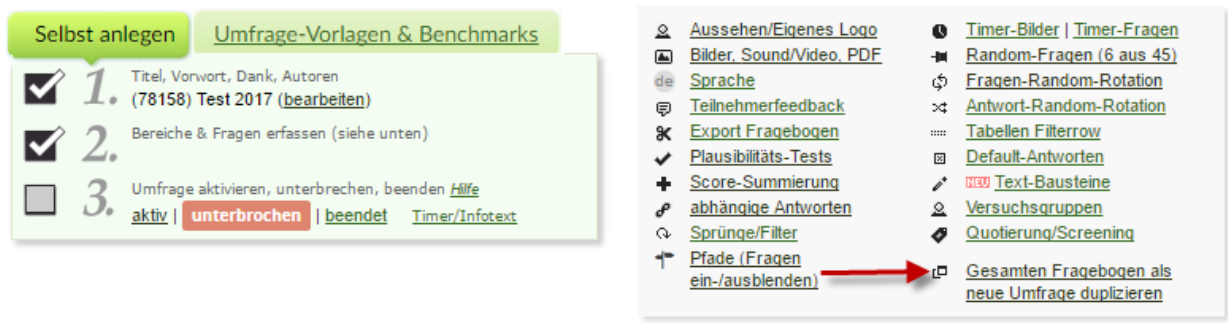 Selbst anlegen
Umfrage-Vorlagen & Benchmarks
1. Titel, Vorwort, Dank, Autoren
(78158) Test 2017 (bearbeiten)
2. Bereiche & Fragen erfassen (siehe unten)
3. Umfrage aktivieren, unterbrechen, beenden Hilfe
aktiv | unterbrochen | beendet Timer/Infotext
Aussehen/Eigenes Logo
Bilder, Sound/Video, PDF
de Sprache
Teilnehmerfeedback
Export Fragebogen
Plausibilitäts-Tests
Score-Summierung
abhängige Antworten
Sprünge/Filter
Pfade (Fragen
ein-/ausblenden)
Timer-Bilder | Timer-Fragen
Random-Fragen (6 aus 45)
Fragen-Random-Rotation
Antwort-Random-Rotation
Tabellen Filterrow
Default-Antworten
NEU Text-Bausteine
Versuchsgruppen
Quotierung/Screening
Gesamten Fragebogen als
neue Umfrage duplizieren